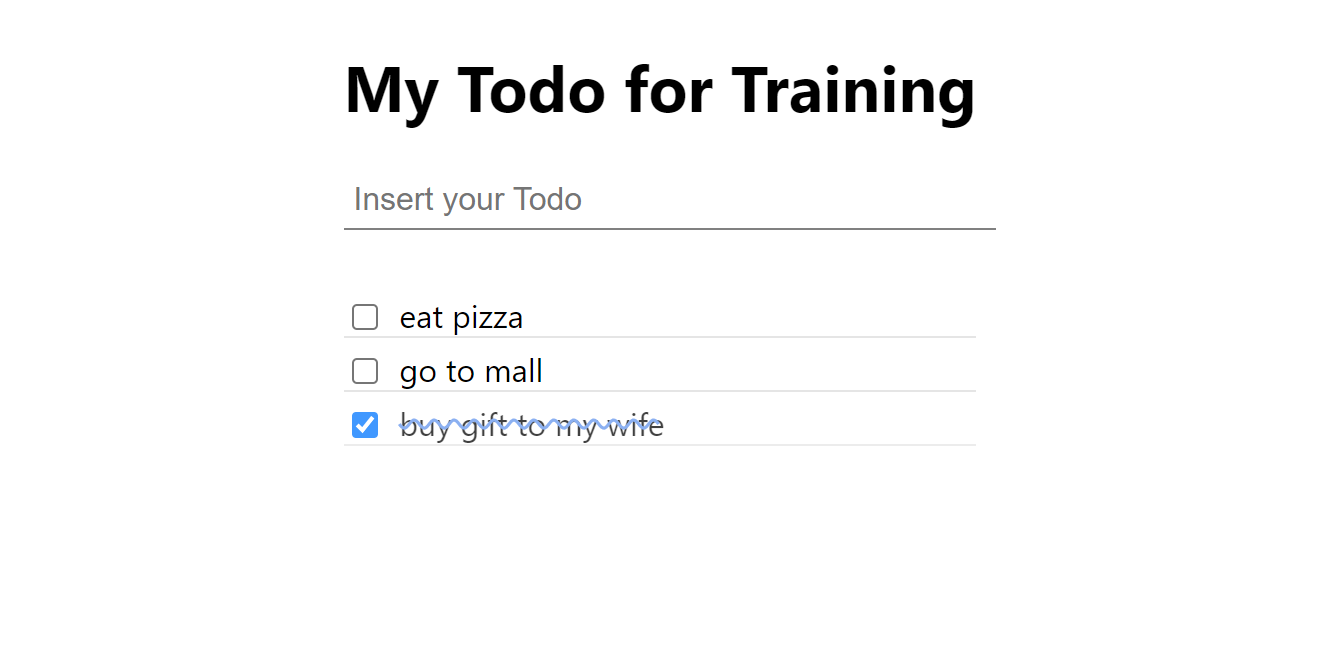 My Todo for Training
Insert your Todo
eat pizza
go to mall
buy gift to my wife